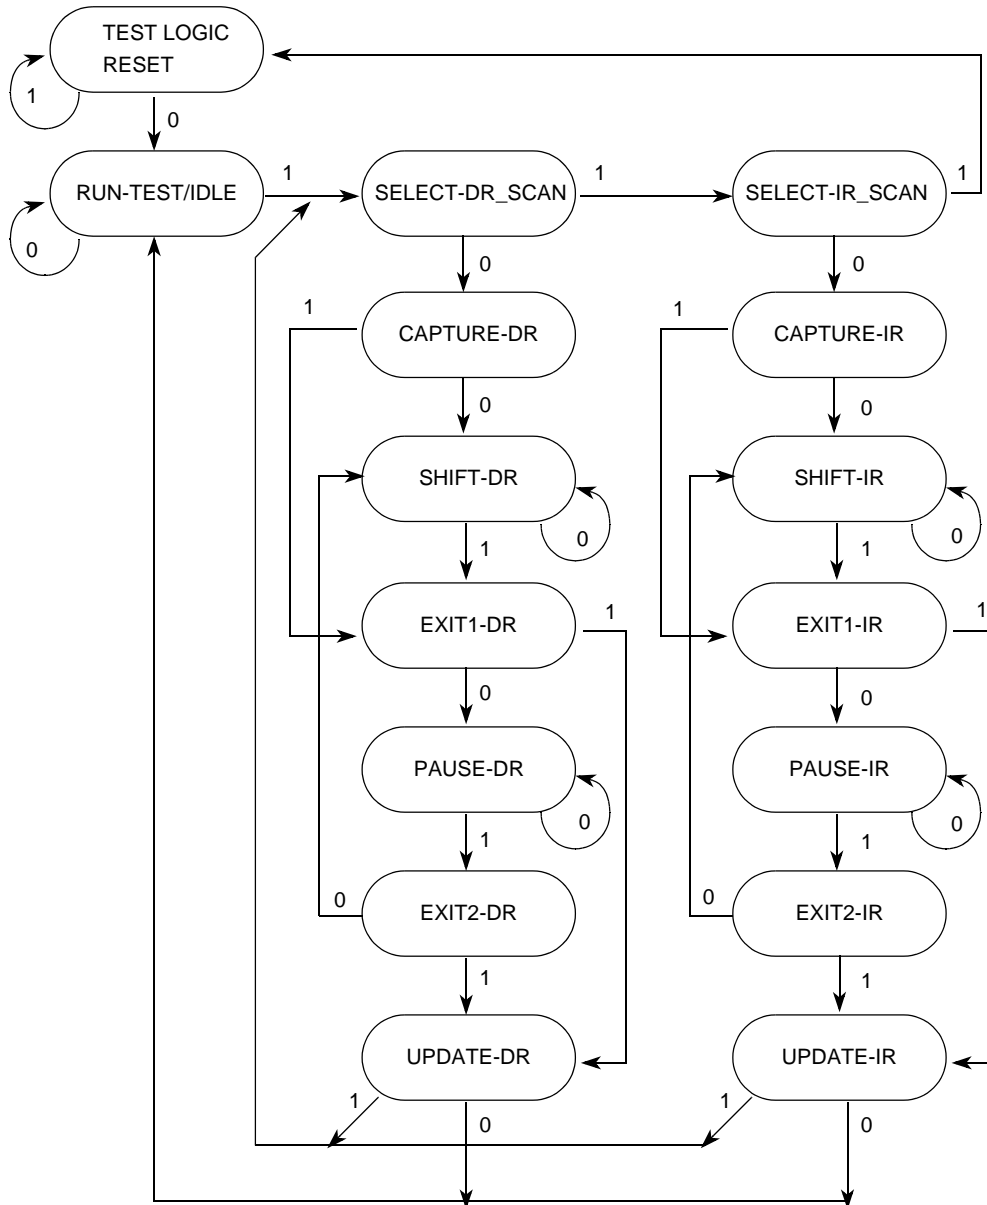 TEST LOGIC
RESET
1
0
RUN-TEST/IDLE
1
SELECT-DR_SCAN
1
SELECT-IR_SCAN
1
0
0
0
1
CAPTURE-DR
1
CAPTURE-IR
0
0
SHIFT-DR
SHIFT-IR
0
0
1
1
EXIT1-DR
1
EXIT1-IR
1
0
0
PAUSE-DR
PAUSE-IR
0
0
1
1
0
EXIT2-DR
0
EXIT2-IR
1
1
UPDATE-DR
UPDATE-IR
1
0
1
0